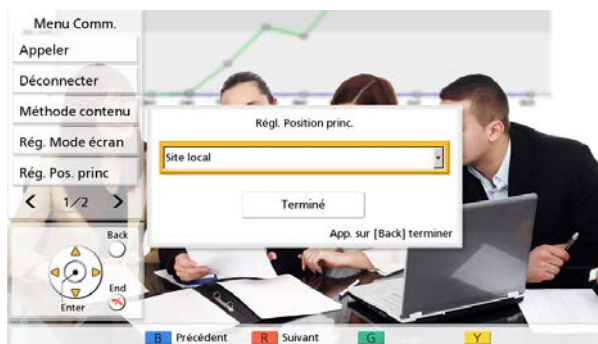 Menu Comm.
Appeler
Déconnecter
Méthode contenu
Rég. Mode écran
Rég. Pos. princ
1/2
Back
End
Enter
Régl. Position princ.
Site local
Terminé
App. sur [Back] terminer
B Précédent R Suivant G Y